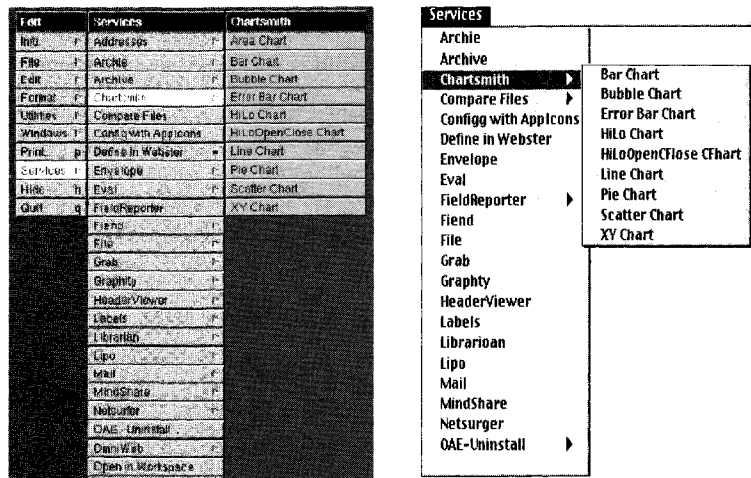 Edit
Info r
File r
Edit r
Format r
Utilities r
Windows r
Print p
Services r
Hide h
Quit q
Services
Addresses r
Archie r
Archive r
Chartsmith
Compare Files r
Configg with AppIcons
Define in Webster =
Envelope r
Eval r
FieldReporter r
Fiend r
File r
Grab r
Graphity r
HeaderViewer r
Labels r
Librarian r
Lipo r
Mail r
MindShare r
Netsurfer r
OAE-Uninstall
OmniWeb r
Open in Workspace
Chartsmith
Area Chart
Bar Chart
Bubble Chart
Error Bar Chart
HiLo Chart
HiLoOpenClose Chart
Line Chart
Pie Chart
Scatter Chart
XY Chart
Services
Archie
Archive
Chartsmith
Compare Files
Configg with AppIcons
Define in Webster
Envelope
Eval
FieldReporter
Fiend
File
Grab
Graphty
HeaderViewer
Labels
Librarioan
Lipo
Mail
MindShare
Netsurger
OAE-Uninstall
Bar Chart
Bubble Chart
Error Bar Chart
HiLo Chart
HiLoOpenCFlose CFhart
Line Chart
Pie Chart
Scatter Chart
XY Chart